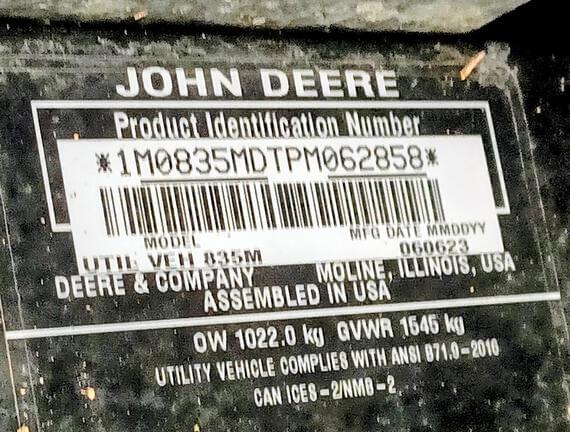 JOHN DEERE
Product Identification Number
*1M0835MDTPM062858*
MODEL MFG DATE MMDDYY
UTIL VEH 835M 060623
DEERE & COMPANY MOLINE, ILLINOIS, USA
ASSEMBLED IN USA
OW 1022.0 kg GVWR 1545 kg
UTILITY VEHICLE COMPLIES WITH ANSI B71.9-2016
CAN ICES-2/NMB-2